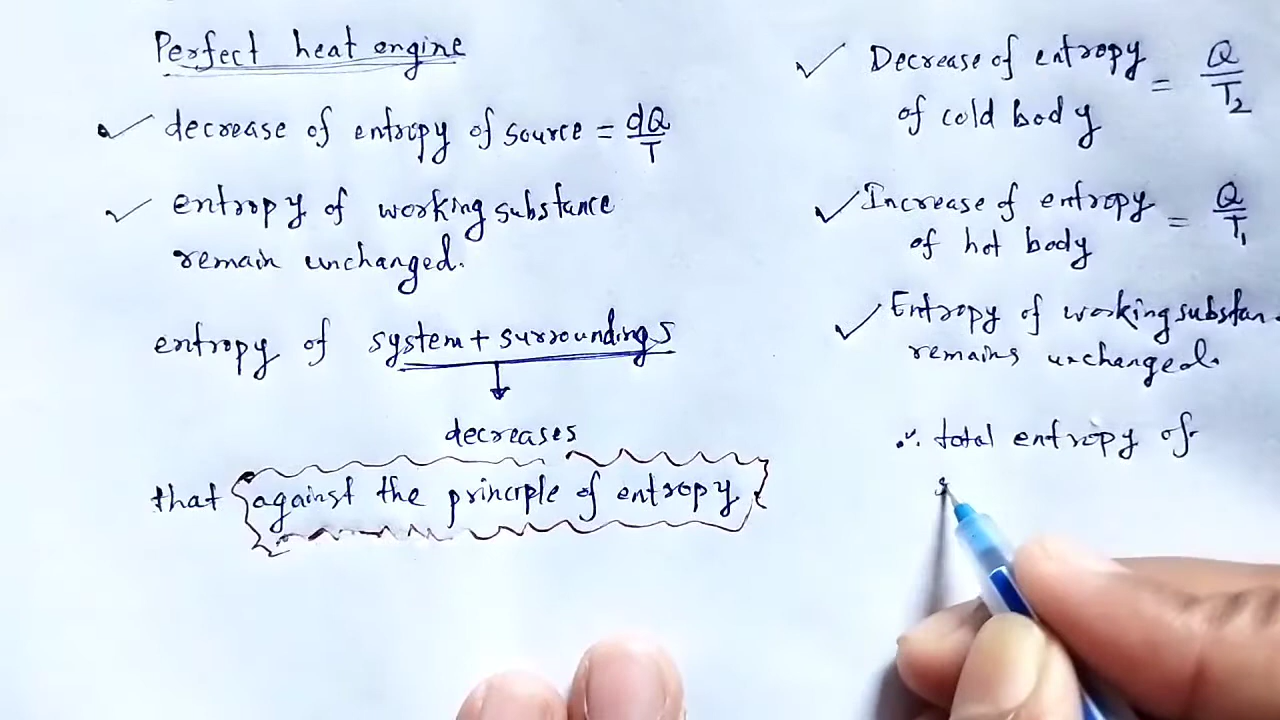 Perfect heat engine
decrease of entropy of source = dQ/T
entropy of working substance
remain unchanged.
entropy of system + surroundings
decreases
that against the principle of entropy
Decrease of entropy
of cold body = Q/T₂
Increase of entropy
of hot body = Q/T₁
Entropy of working substan
remains unchanged.
∴ total entropy of
s